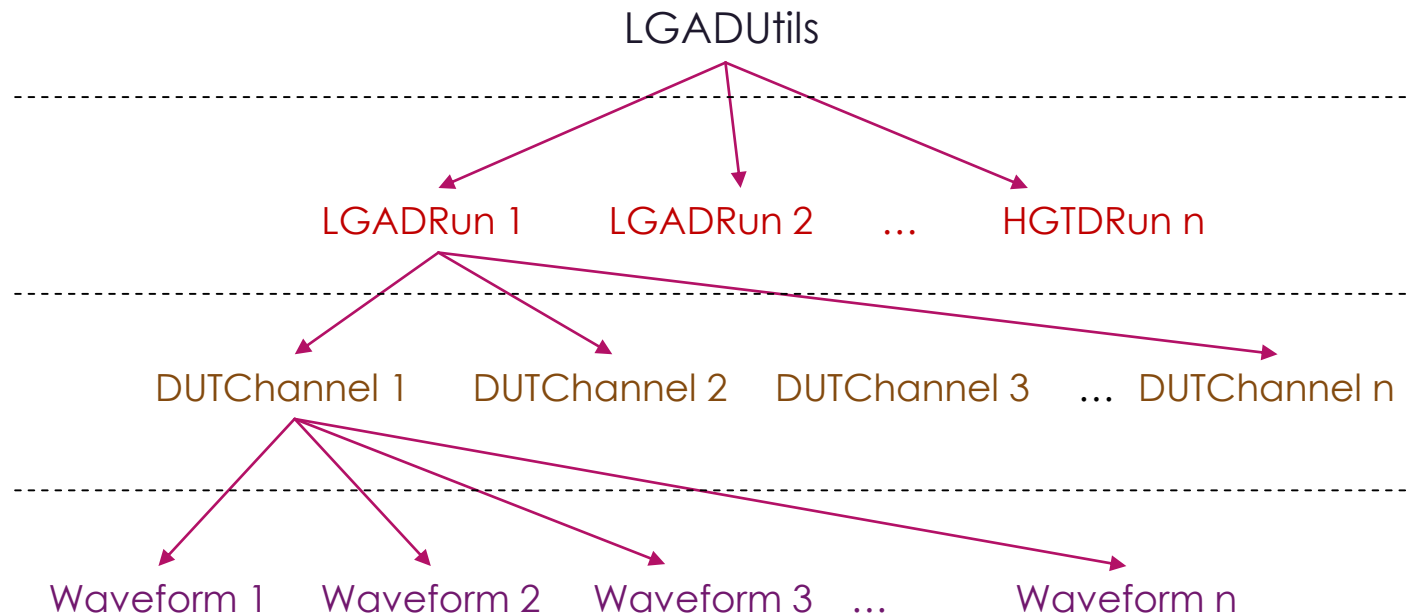 LGADUtils
LGADRun 1 LGADRun 2 … HGTDRun n
DUTChannel 1 DUTChannel 2 DUTChannel 3 … DUTChannel n
Waveform 1 Waveform 2 Waveform 3 … Waveform n